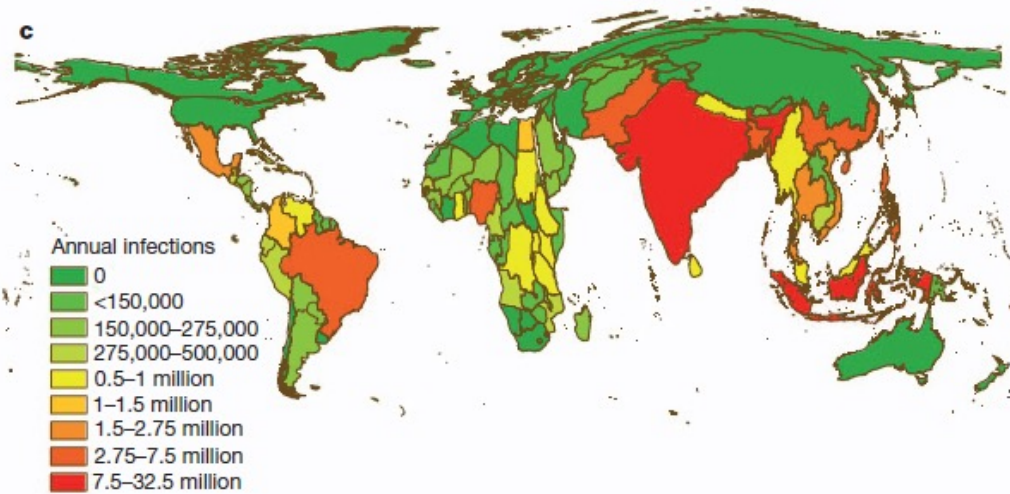 c
Annual infections
0
<150,000
150,000–275,000
275,000–500,000
0.5–1 million
1–1.5 million
1.5–2.75 million
2.75–7.5 million
7.5–32.5 million